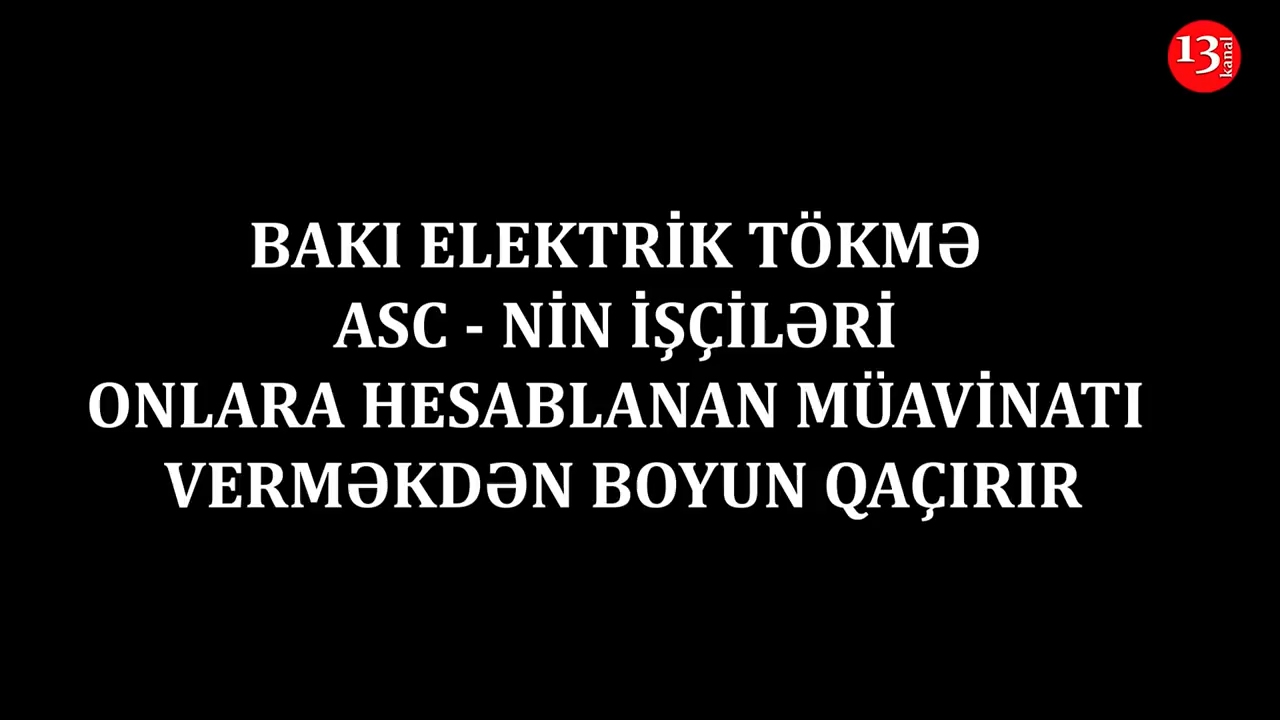 13
kanal
BAKI ELEKTRİK TÖKMƏ
ASC - NİN İŞÇİLƏRİ
ONLARA HESABLANAN MÜAVİNATI
VERMƏKDƏN BOYUN QAÇIRIR